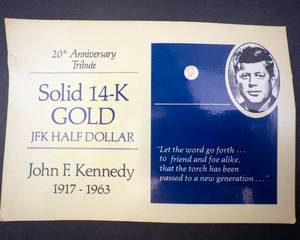 20th Anniversary
Tribute
Solid 14-K
GOLD
JFK HALF DOLLAR
John F. Kennedy
1917 - 1963
"Let the word go forth . . .
to friend and foe alike,
that the torch has been
passed to a new generation . . ."